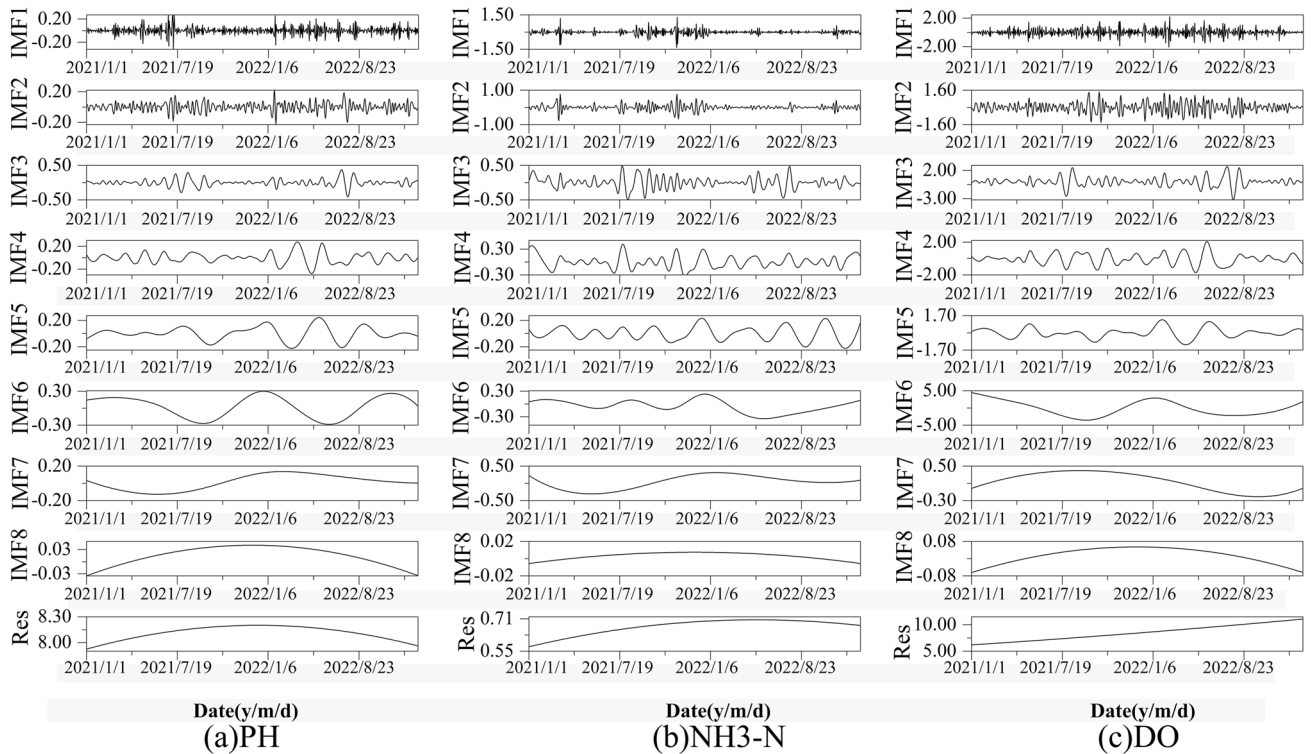 IMF1 0.20 -0.20 2021/1/1 2021/7/19 2022/1/6 2022/8/23
IMF2 0.20 -0.20 2021/1/1 2021/7/19 2022/1/6 2022/8/23
IMF3 0.50 -0.50 2021/1/1 2021/7/19 2022/1/6 2022/8/23
IMF4 0.20 -0.20 2021/1/1 2021/7/19 2022/1/6 2022/8/23
IMF5 0.20 -0.20 2021/1/1 2021/7/19 2022/1/6 2022/8/23
IMF6 0.30 -0.30 2021/1/1 2021/7/19 2022/1/6 2022/8/23
IMF7 0.20 -0.20 2021/1/1 2021/7/19 2022/1/6 2022/8/23
IMF8 0.03 -0.03 2021/1/1 2021/7/19 2022/1/6 2022/8/23
Res 8.30 8.00 2021/1/1 2021/7/19 2022/1/6 2022/8/23
Date(y/m/d)
(a)PH
IMF1 1.50 -1.50 2021/1/1 2021/7/19 2022/1/6 2022/8/23
IMF2 1.00 -1.00 2021/1/1 2021/7/19 2022/1/6 2022/8/23
IMF3 0.50 -0.50 2021/1/1 2021/7/19 2022/1/6 2022/8/23
IMF4 0.30 -0.30 2021/1/1 2021/7/19 2022/1/6 2022/8/23
IMF5 0.20 -0.20 2021/1/1 2021/7/19 2022/1/6 2022/8/23
IMF6 0.30 -0.30 2021/1/1 2021/7/19 2022/1/6 2022/8/23
IMF7 0.50 -0.50 2021/1/1 2021/7/19 2022/1/6 2022/8/23
IMF8 0.02 -0.02 2021/1/1 2021/7/19 2022/1/6 2022/8/23
Res 0.71 0.55 2021/1/1 2021/7/19 2022/1/6 2022/8/23
Date(y/m/d)
(b)NH3-N
IMF1 2.00 -2.00 2021/1/1 2021/7/19 2022/1/6 2022/8/23
IMF2 1.60 -1.60 2021/1/1 2021/7/19 2022/1/6 2022/8/23
IMF3 2.00 -3.00 2021/1/1 2021/7/19 2022/1/6 2022/8/23
IMF4 2.00 -2.00 2021/1/1 2021/7/19 2022/1/6 2022/8/23
IMF5 1.70 -1.70 2021/1/1 2021/7/19 2022/1/6 2022/8/23
IMF6 5.00 -5.00 2021/1/1 2021/7/19 2022/1/6 2022/8/23
IMF7 0.50 -0.30 2021/1/1 2021/7/19 2022/1/6 2022/8/23
IMF8 0.08 -0.08 2021/1/1 2021/7/19 2022/1/6 2022/8/23
Res 10.00 5.00 2021/1/1 2021/7/19 2022/1/6 2022/8/23
Date(y/m/d)
(c)DO